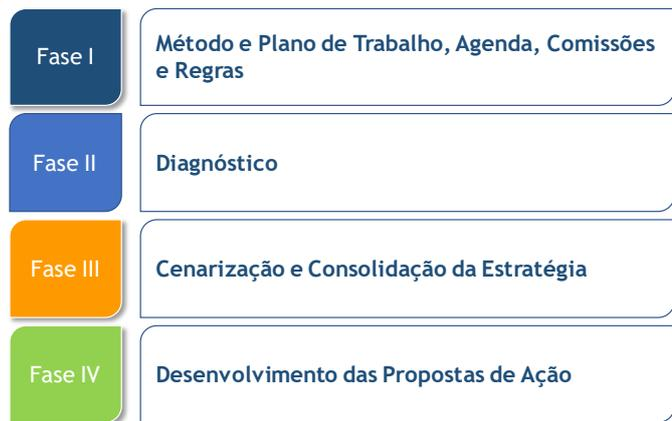 Fase I
Método e Plano de Trabalho, Agenda, Comissões
e Regras
Fase II
Diagnóstico
Fase III
Cenarização e Consolidação da Estratégia
Fase IV
Desenvolvimento das Propostas de Ação